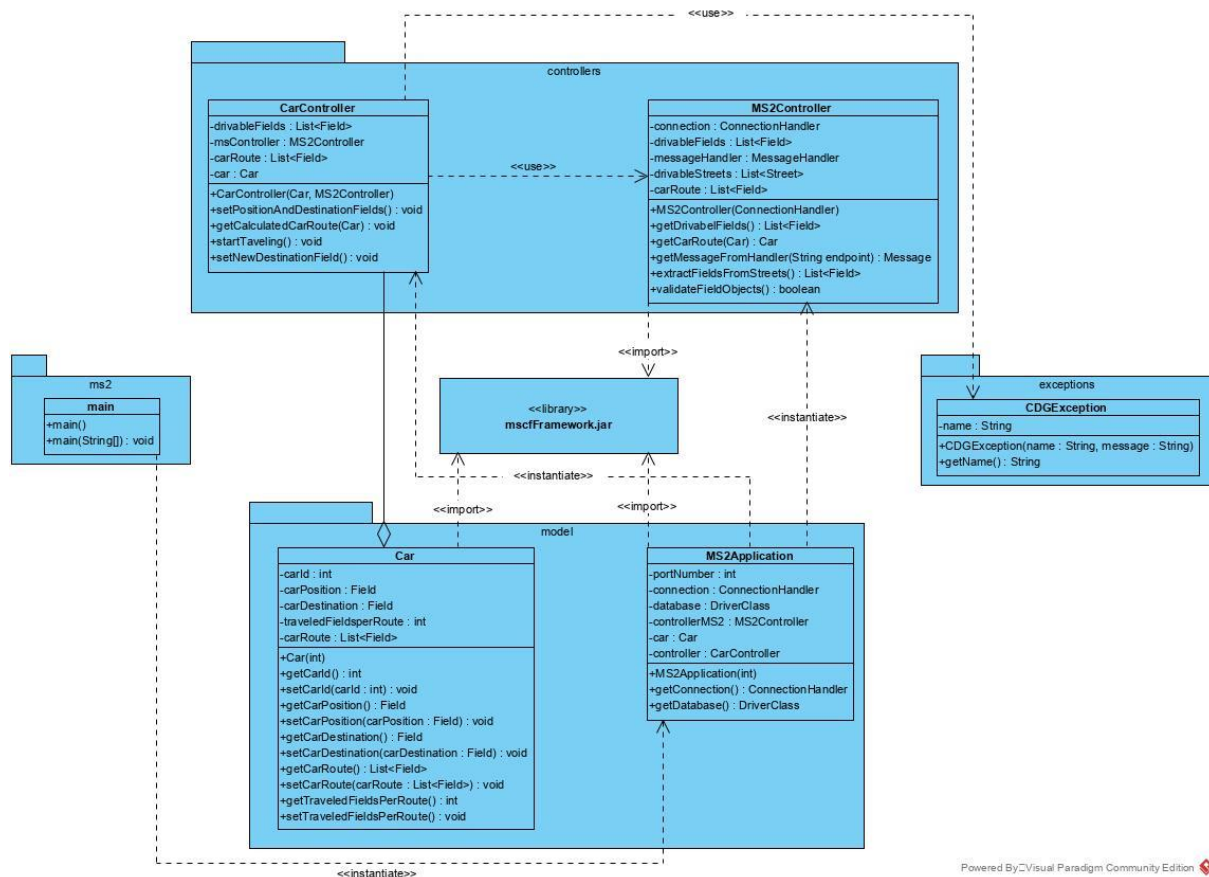 <<use>>
controllers
CarController
-drivableFields : List<Field>
-msController : MS2Controller
-carRoute : List<Field>
-car : Car
+CarController(Car, MS2Controller)
+setPositionAndDestinationFields() : void
+getCalculatedCarRoute(Car) : void
+startTaveling() : void
+setNewDestinationField() : void
<<use>>
MS2Controller
-connection : ConnectionHandler
-drivableFields : List<Field>
-messageHandler : MessageHandler
-drivableStreets : List<Street>
-carRoute : List<Field>
+MS2Controller(ConnectionHandler)
+getDrivabelFields() : List<Field>
+getCarRoute(Car) : Car
+getMessageFromHandler(String endpoint) : Message
+extractFieldsFromStreets() : List<Field>
+validateFieldObjects() : boolean
<<import>>
ms2
main
+main()
+main(String[]) : void
<<library>>
mscfFramework.jar
<<instantiate>>
exceptions
CDGException
-name : String
+CDGException(name : String, message : String)
+getName() : String
<<instantiate>>
<<import>>
<<import>>
model
Car
-carId : int
-carPosition : Field
-carDestination : Field
-traveledFieldsperRoute : int
-carRoute : List<Field>
+Car(int)
+getCarId() : int
+setCarId(carId : int) : void
+getCarPosition() : Field
+setCarPosition(carPosition : Field) : void
+getCarDestination() : Field
+setCarDestination(carDestination : Field) : void
+getCarRoute() : List<Field>
+setCarRoute(carRoute : List<Field>) : void
+getTraveledFieldsPerRoute() : int
+setTraveledFieldsPerRoute() : void
MS2Application
-portNumber : int
-connection : ConnectionHandler
-database : DriverClass
-controllerMS2 : MS2Controller
-car : Car
-controller : CarController
+MS2Application(int)
+getConnection() : ConnectionHandler
+getDatabase() : DriverClass
<<instantiate>>
Powered By Visual Paradigm Community Edition